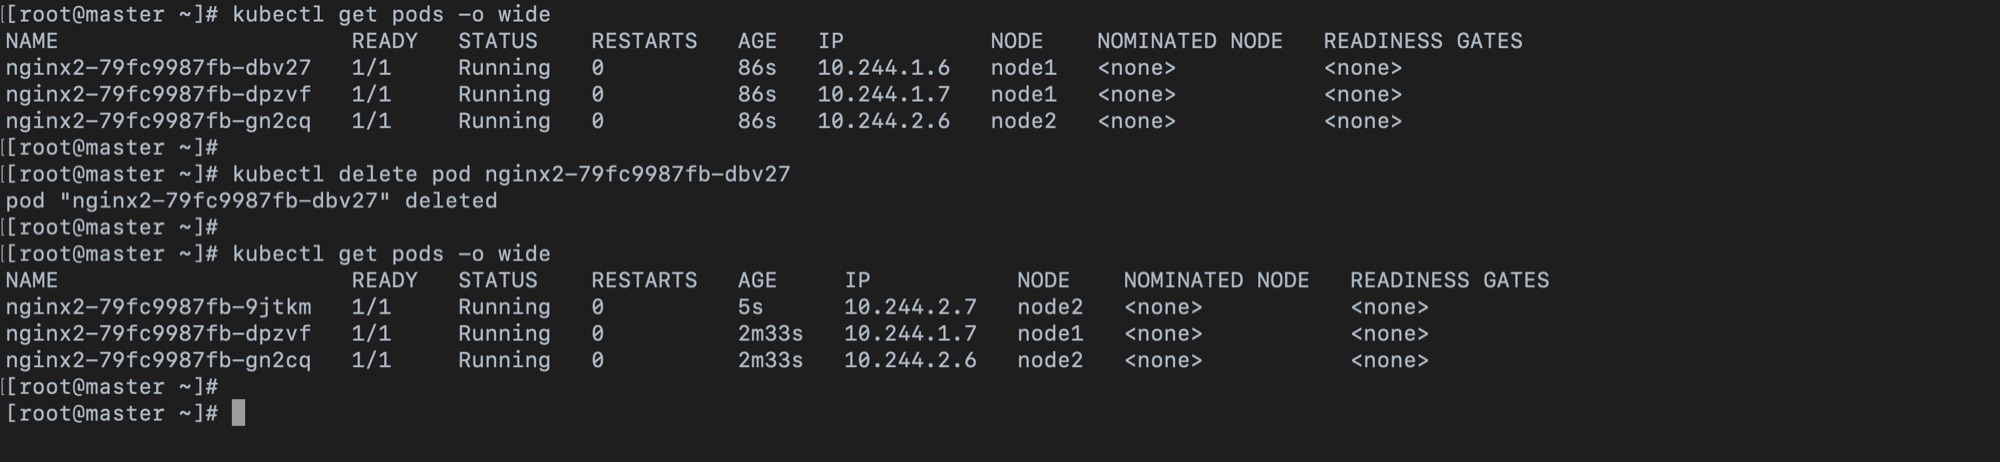 [[root@master ~]# kubectl get pods -o wide
NAME READY STATUS RESTARTS AGE IP NODE NOMINATED NODE READINESS GATES
nginx2-79fc9987fb-dbv27 1/1 Running 0 86s 10.244.1.6 node1 <none> <none>
nginx2-79fc9987fb-dpzvf 1/1 Running 0 86s 10.244.1.7 node1 <none> <none>
nginx2-79fc9987fb-gn2cq 1/1 Running 0 86s 10.244.2.6 node2 <none> <none>
[[root@master ~]#
[[root@master ~]# kubectl delete pod nginx2-79fc9987fb-dbv27
pod "nginx2-79fc9987fb-dbv27" deleted
[[root@master ~]#
[[root@master ~]# kubectl get pods -o wide
NAME READY STATUS RESTARTS AGE IP NODE NOMINATED NODE READINESS GATES
nginx2-79fc9987fb-9jtkm 1/1 Running 0 5s 10.244.2.7 node2 <none> <none>
nginx2-79fc9987fb-dpzvf 1/1 Running 0 2m33s 10.244.1.7 node1 <none> <none>
nginx2-79fc9987fb-gn2cq 1/1 Running 0 2m33s 10.244.2.6 node2 <none> <none>
[[root@master ~]#
[root@master ~]#